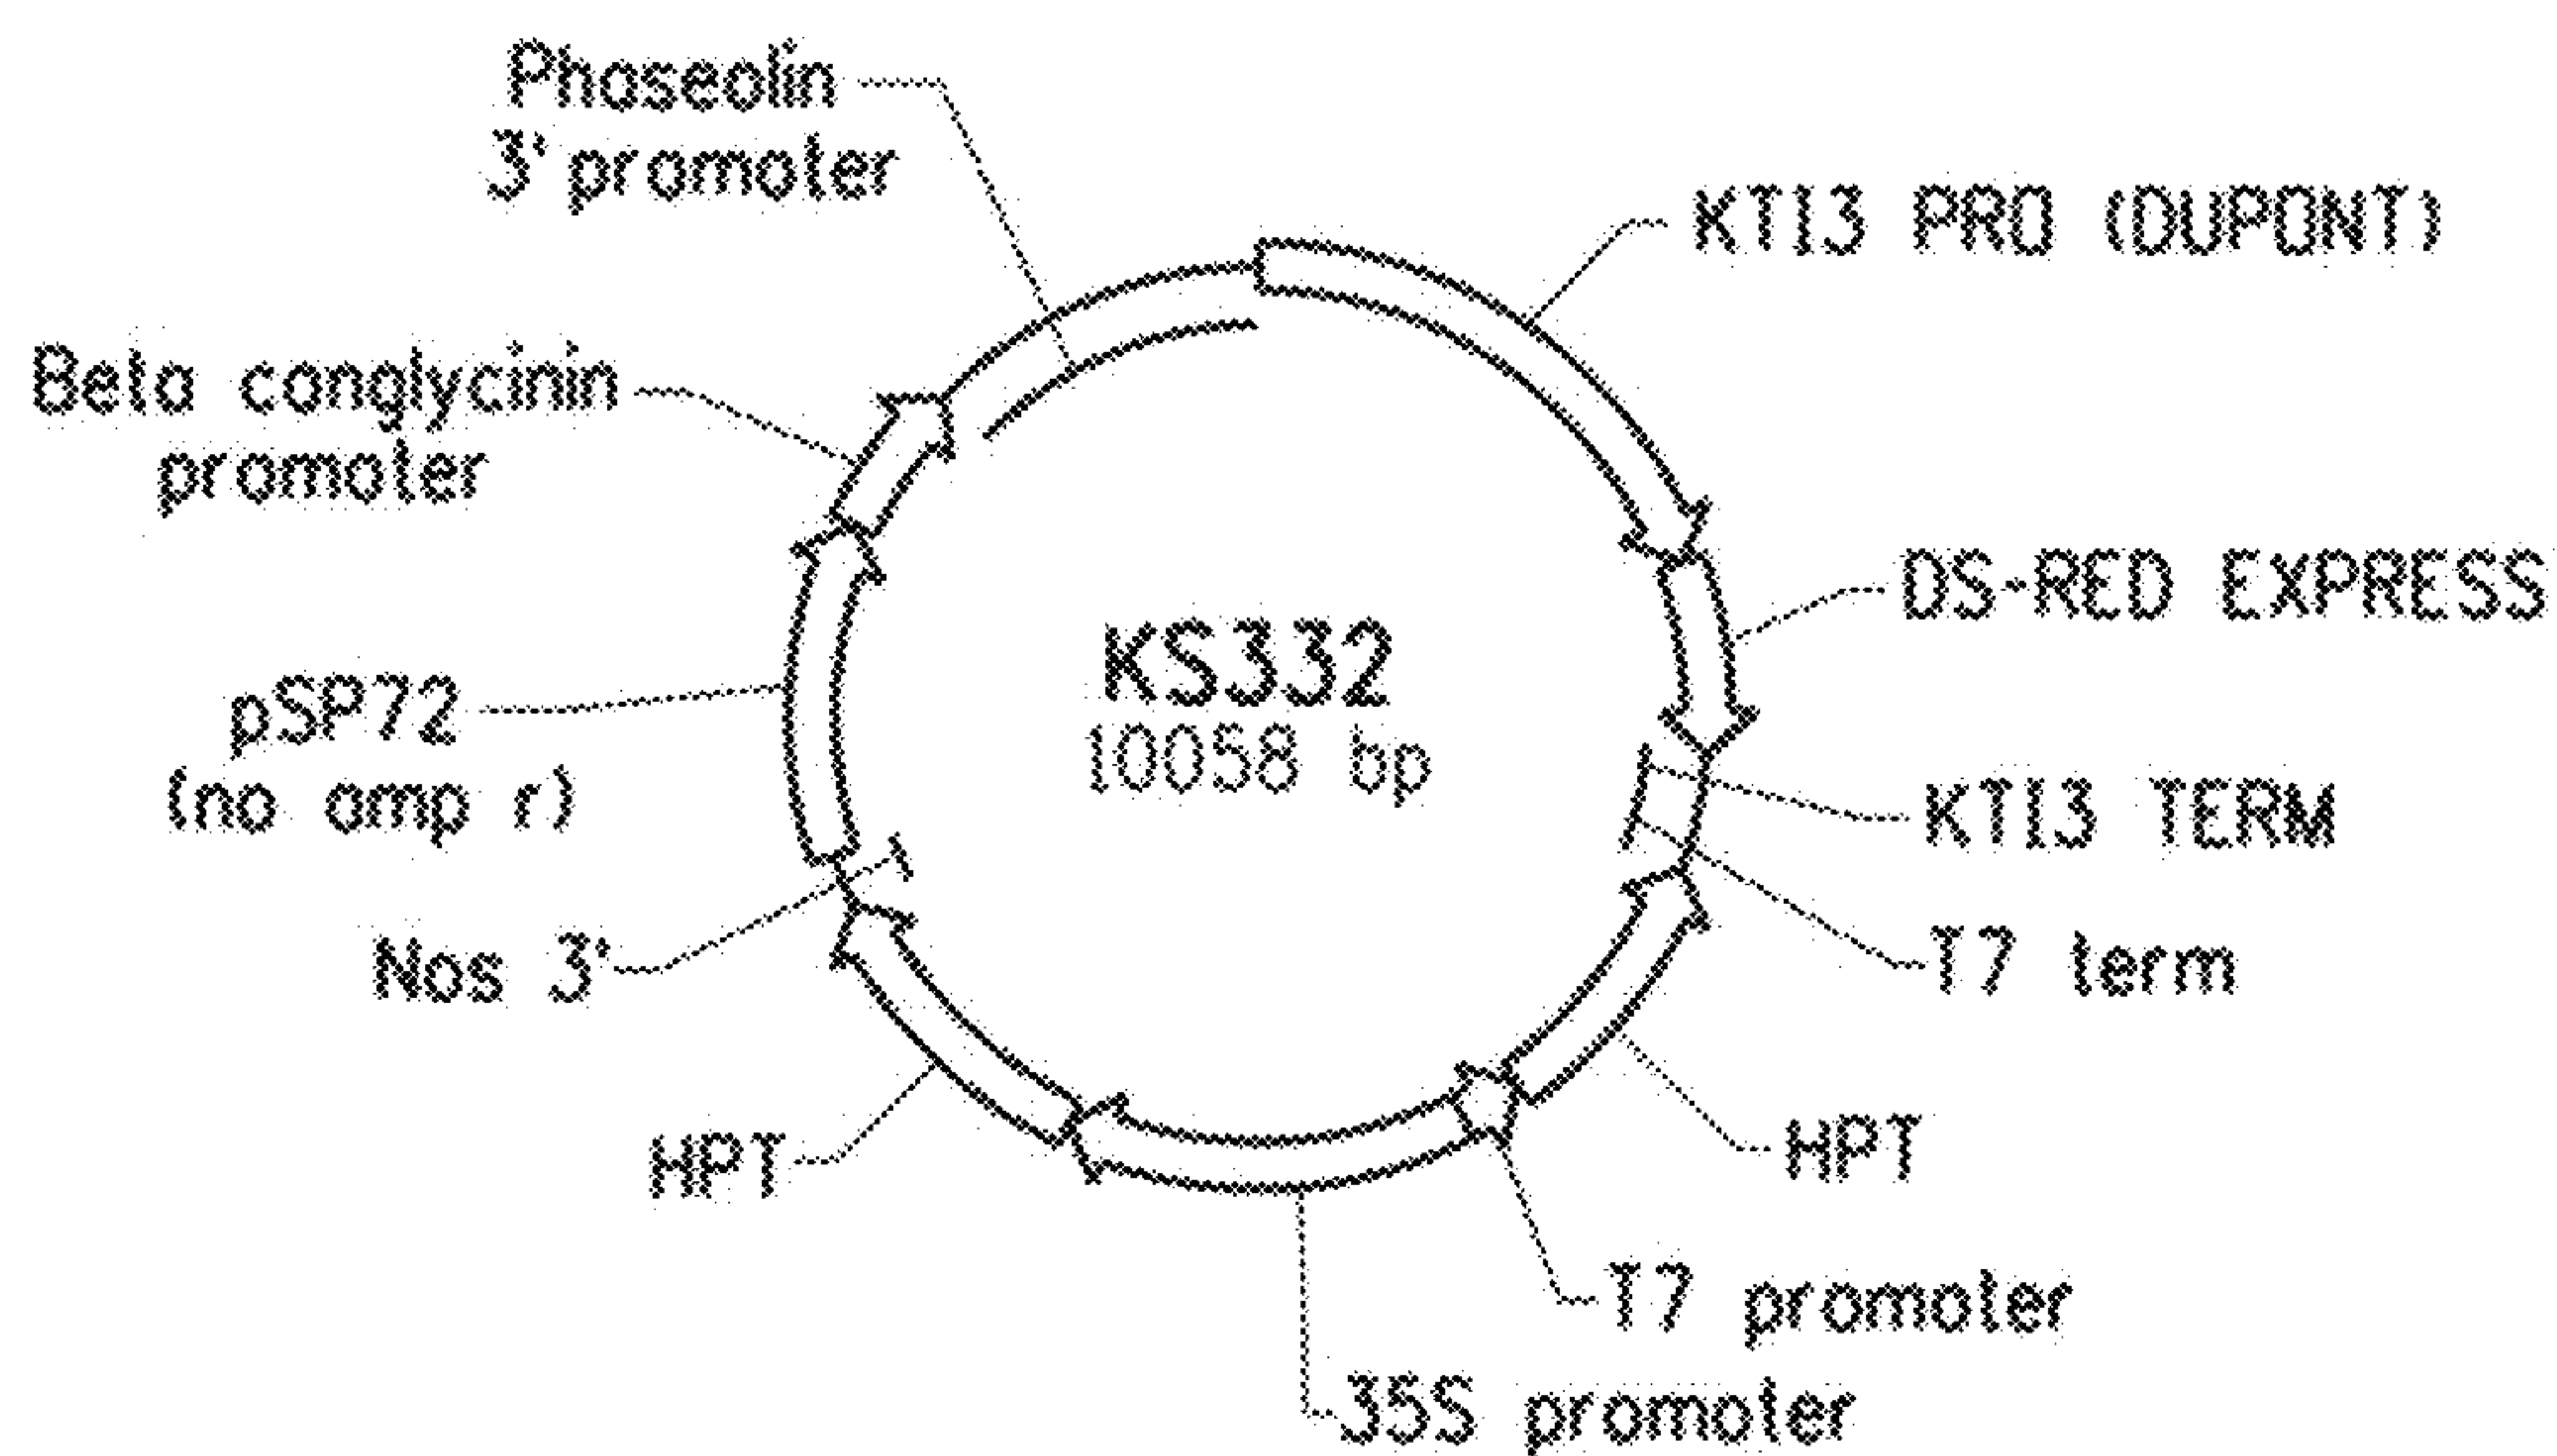 Phaseolin
3' promoter
KTI3 PRO (DUPONT)
Beta conglycinin
promoter
DS-RED EXPRESS
KS332
10058 bp
pSP72
(no amp r)
KTI3 TERM
Nos 3'
T7 term
HPT
HPT
T7 promoter
35S promoter